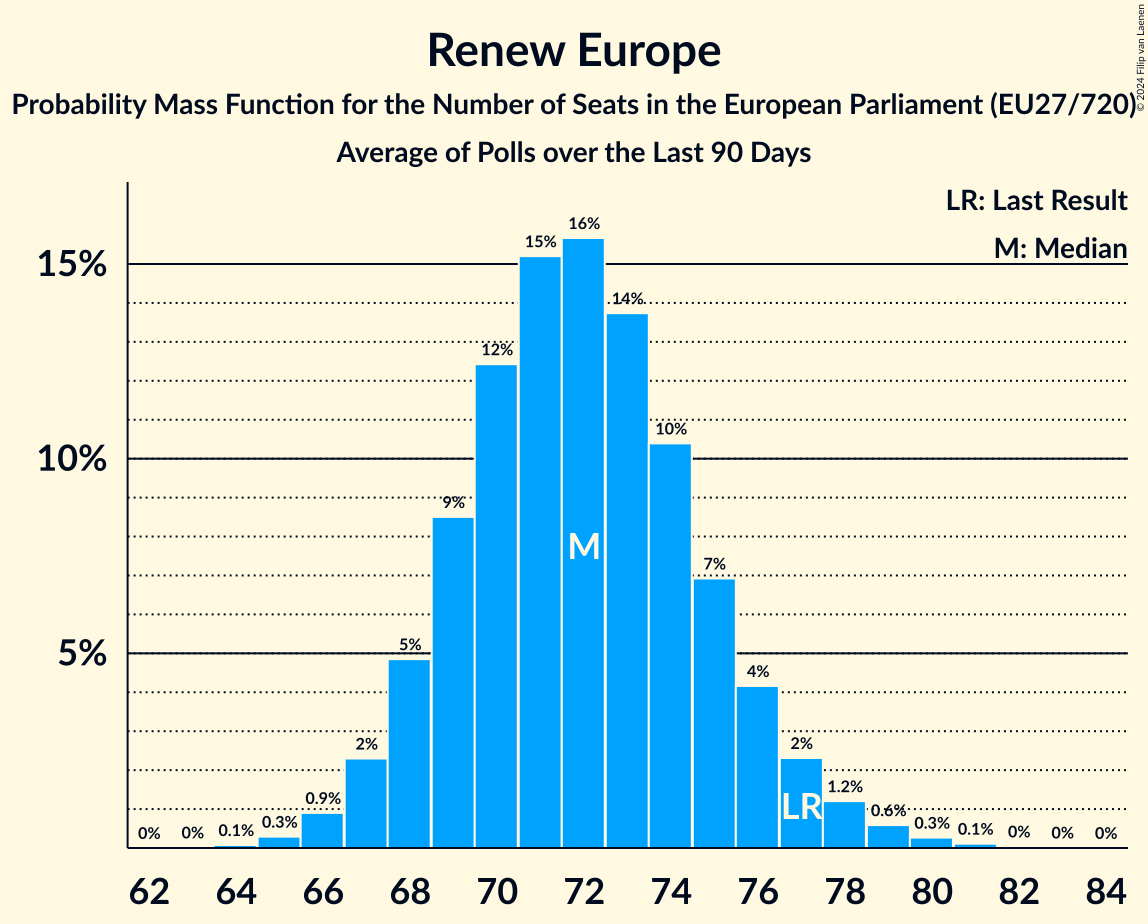 Renew Europe
Probability Mass Function for the Number of Seats in the European Parliament (EU27/720)
Average of Polls over the Last 90 Days
© 2024 Filip van Laenen
LR: Last Result
M: Median
15%
10%
5%
0%
0%
0.1%
0.3%
0.9%
2%
5%
9%
12%
15%
16%
14%
10%
7%
4%
2%
1.2%
0.6%
0.3%
0.1%
0%
0%
0%
M
LR
62 64 66 68 70 72 74 76 78 80 82 84